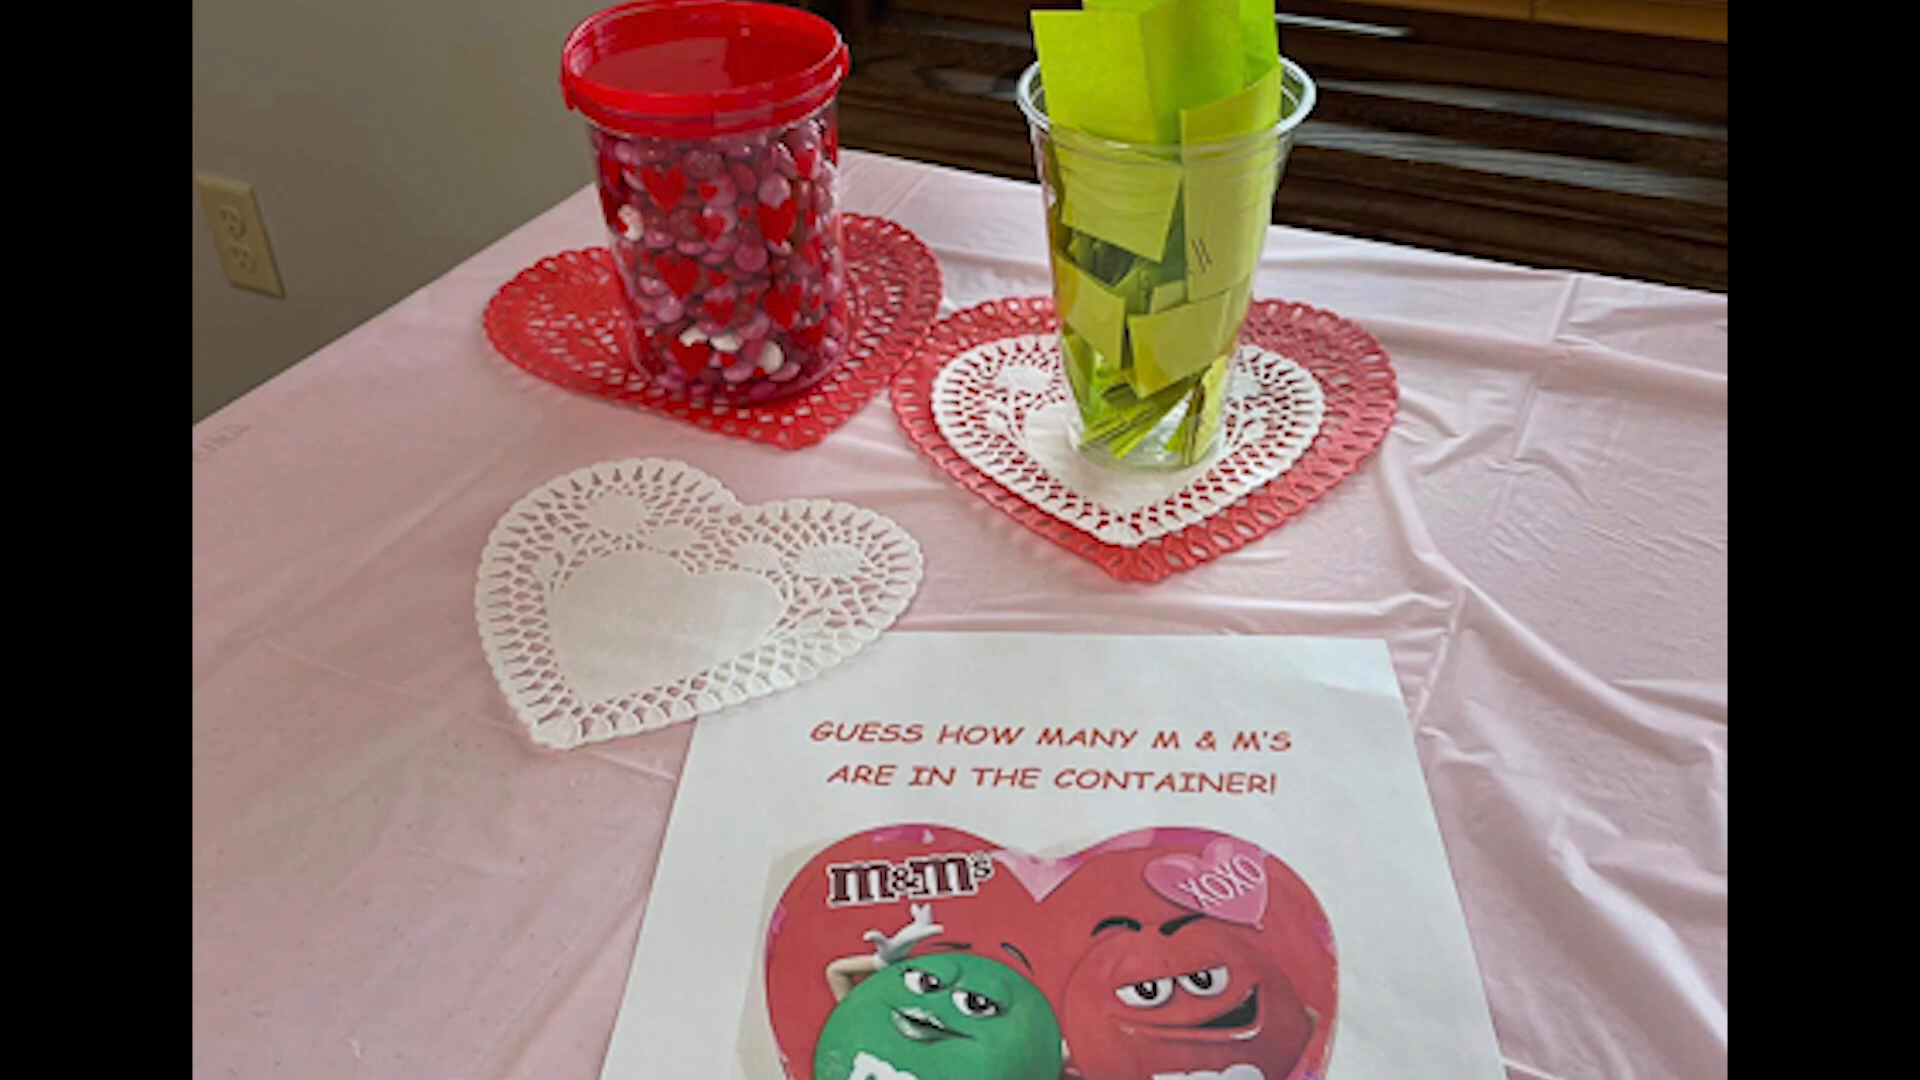 GUESS HOW MANY M & M'S
ARE IN THE CONTAINER!
m&m's
XOXO
m